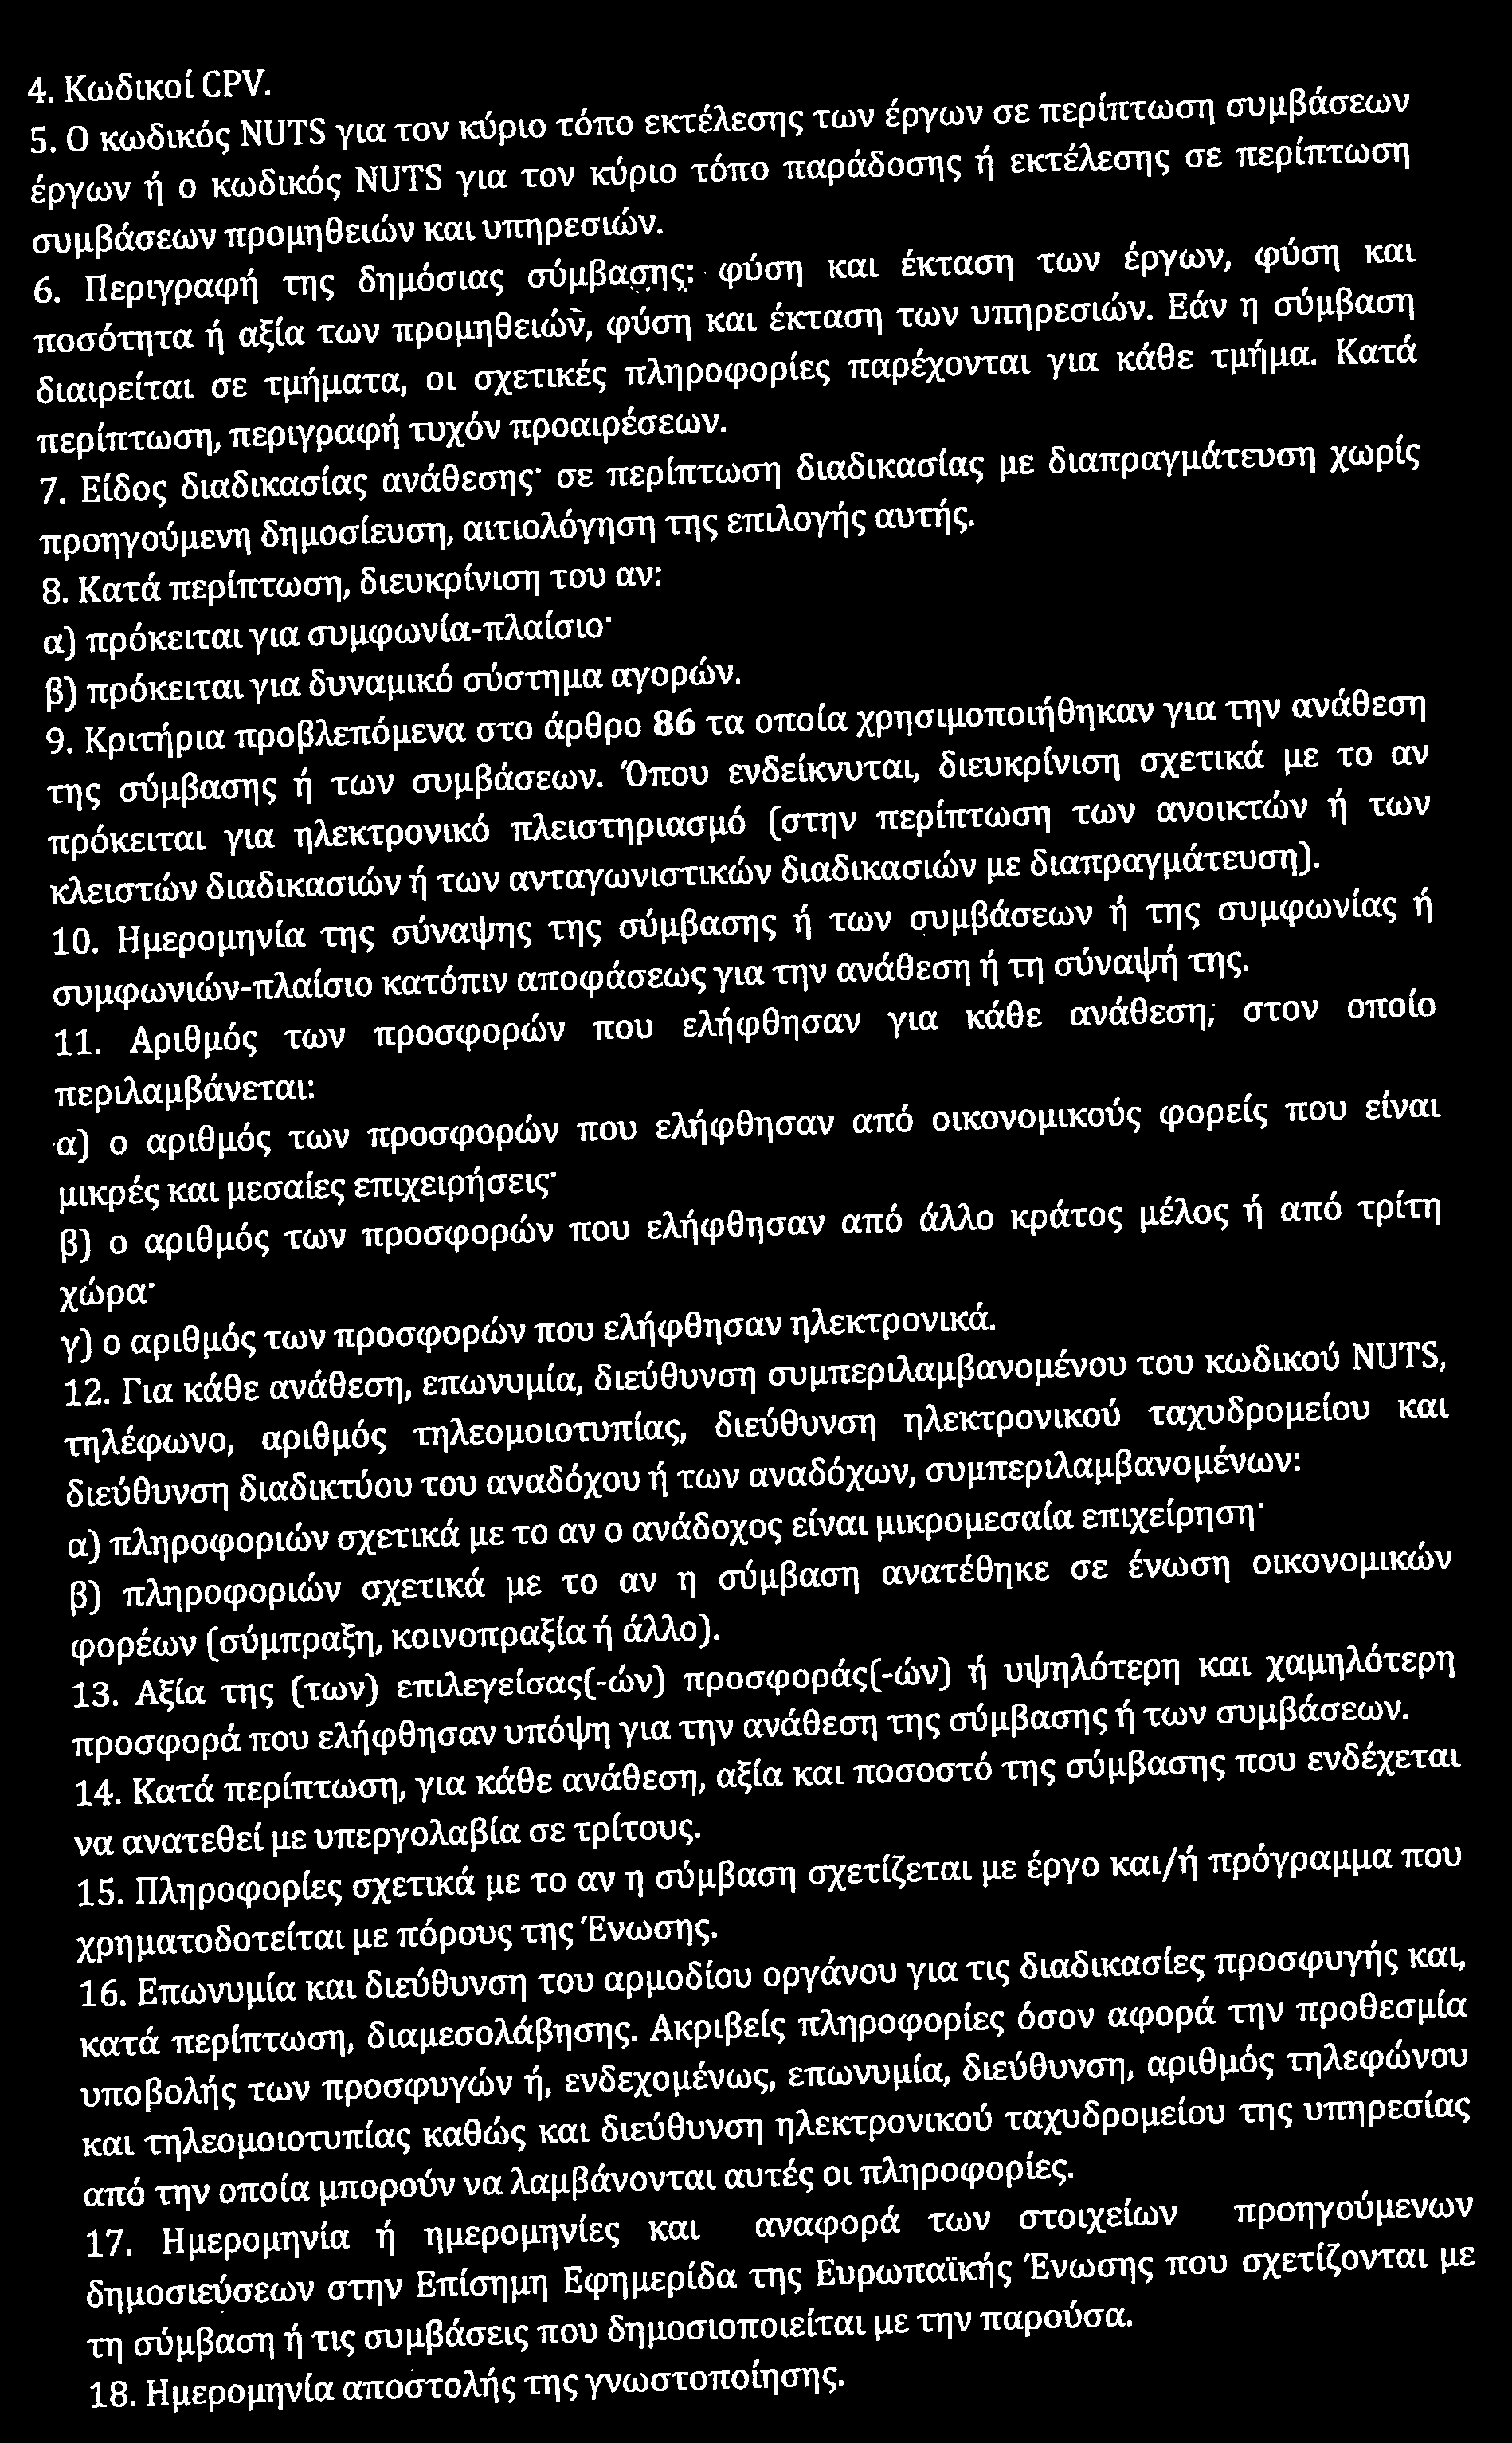 4. Κωδικοί CPV.
5. Ο κωδικός NUTS για τον κύριο τόπο εκτέλεσης των έργων σε περίπτωση συμβάσεων
έργων ή ο κωδικός NUTS για τον κύριο τόπο παράδοσης ή εκτέλεσης σε περίπτωση
συμβάσεων προμηθειών και υπηρεσιών.
6. Περιγραφή της δημόσιας σύμβασης: φύση και έκταση των έργων, φύση και
ποσότητα ή αξία των προμηθειών, φύση και έκταση των υπηρεσιών. Εάν η σύμβαση
διαιρείται σε τμήματα, οι σχετικές πληροφορίες παρέχονται για κάθε τμήμα. Κατά
περίπτωση, περιγραφή τυχόν προαιρέσεων.
7. Είδος διαδικασίας ανάθεσης· σε περίπτωση διαδικασίας με διαπραγμάτευση χωρίς
προηγούμενη δημοσίευση, αιτιολόγηση της επιλογής αυτής.
8. Κατά περίπτωση, διευκρίνιση του αν:
α) πρόκειται για συμφωνία-πλαίσιο·
β) πρόκειται για δυναμικό σύστημα αγορών.
9. Κριτήρια προβλεπόμενα στο άρθρο 86 τα οποία χρησιμοποιήθηκαν για την ανάθεση
της σύμβασης ή των συμβάσεων. Όπου ενδείκνυται, διευκρίνιση σχετικά με το αν
πρόκειται για ηλεκτρονικό πλειστηριασμό (στην περίπτωση των ανοικτών ή των
κλειστών διαδικασιών ή των ανταγωνιστικών διαδικασιών με διαπραγμάτευση).
10. Ημερομηνία της σύναψης της σύμβασης ή των συμβάσεων ή της συμφωνίας ή
συμφωνιών-πλαίσιο κατόπιν αποφάσεως για την ανάθεση ή τη σύναψή της.
11. Αριθμός των προσφορών που ελήφθησαν για κάθε ανάθεση, στον οποίο
περιλαμβάνεται:
α) ο αριθμός των προσφορών που ελήφθησαν από οικονομικούς φορείς που είναι
μικρές και μεσαίες επιχειρήσεις·
β) ο αριθμός των προσφορών που ελήφθησαν από άλλο κράτος μέλος ή από τρίτη
χώρα·
γ) ο αριθμός των προσφορών που ελήφθησαν ηλεκτρονικά.
12. Για κάθε ανάθεση, επωνυμία, διεύθυνση συμπεριλαμβανομένου του κωδικού NUTS,
τηλέφωνο, αριθμός τηλεομοιοτυπίας, διεύθυνση ηλεκτρονικού ταχυδρομείου και
διεύθυνση διαδικτύου του αναδόχου ή των αναδόχων, συμπεριλαμβανομένων:
α) πληροφοριών σχετικά με το αν ο ανάδοχος είναι μικρομεσαία επιχείρηση·
β) πληροφοριών σχετικά με το αν η σύμβαση ανατέθηκε σε ένωση οικονομικών
φορέων (σύμπραξη, κοινοπραξία ή άλλο).
13. Αξία της (των) επιλεγείσας(-ών) προσφοράς(-ών) ή υψηλότερη και χαμηλότερη
προσφορά που ελήφθησαν υπόψη για την ανάθεση της σύμβασης ή των συμβάσεων.
14. Κατά περίπτωση, για κάθε ανάθεση, αξία και ποσοστό της σύμβασης που ενδέχεται
να ανατεθεί με υπεργολαβία σε τρίτους.
15. Πληροφορίες σχετικά με το αν η σύμβαση σχετίζεται με έργο και/ή πρόγραμμα που
χρηματοδοτείται με πόρους της Ένωσης.
16. Επωνυμία και διεύθυνση του αρμοδίου οργάνου για τις διαδικασίες προσφυγής και,
κατά περίπτωση, διαμεσολάβησης. Ακριβείς πληροφορίες όσον αφορά την προθεσμία
υποβολής των προσφυγών ή, ενδεχομένως, επωνυμία, διεύθυνση, αριθμός τηλεφώνου
και τηλεομοιοτυπίας καθώς και διεύθυνση ηλεκτρονικού ταχυδρομείου της υπηρεσίας
από την οποία μπορούν να λαμβάνονται αυτές οι πληροφορίες.
17. Ημερομηνία ή ημερομηνίες και αναφορά των στοιχείων προηγούμενων
δημοσιεύσεων στην Επίσημη Εφημερίδα της Ευρωπαϊκής Ένωσης που σχετίζονται με
τη σύμβαση ή τις συμβάσεις που δημοσιοποιείται με την παρούσα.
18. Ημερομηνία αποστολής της γνωστοποίησης.